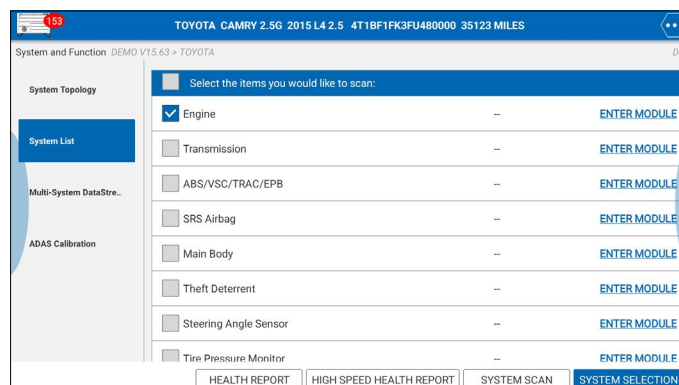 153
TOYOTA CAMRY 2.5G 2015 L4 2.5 4T1BF1FK3FU480000 35123 MILES
System and Function DEMO V15.63 > TOYOTA
D
System Topology
Select the items you would like to scan:
Engine -- ENTER MODULE
System List
Transmission -- ENTER MODULE
Multi-System DataStre..
ABS/VSC/TRAC/EPB -- ENTER MODULE
SRS Airbag -- ENTER MODULE
ADAS Calibration
Main Body -- ENTER MODULE
Theft Deterrent -- ENTER MODULE
Steering Angle Sensor -- ENTER MODULE
Tire Pressure Monitor -- ENTER MODULE
HEALTH REPORT HIGH SPEED HEALTH REPORT SYSTEM SCAN SYSTEM SELECTION